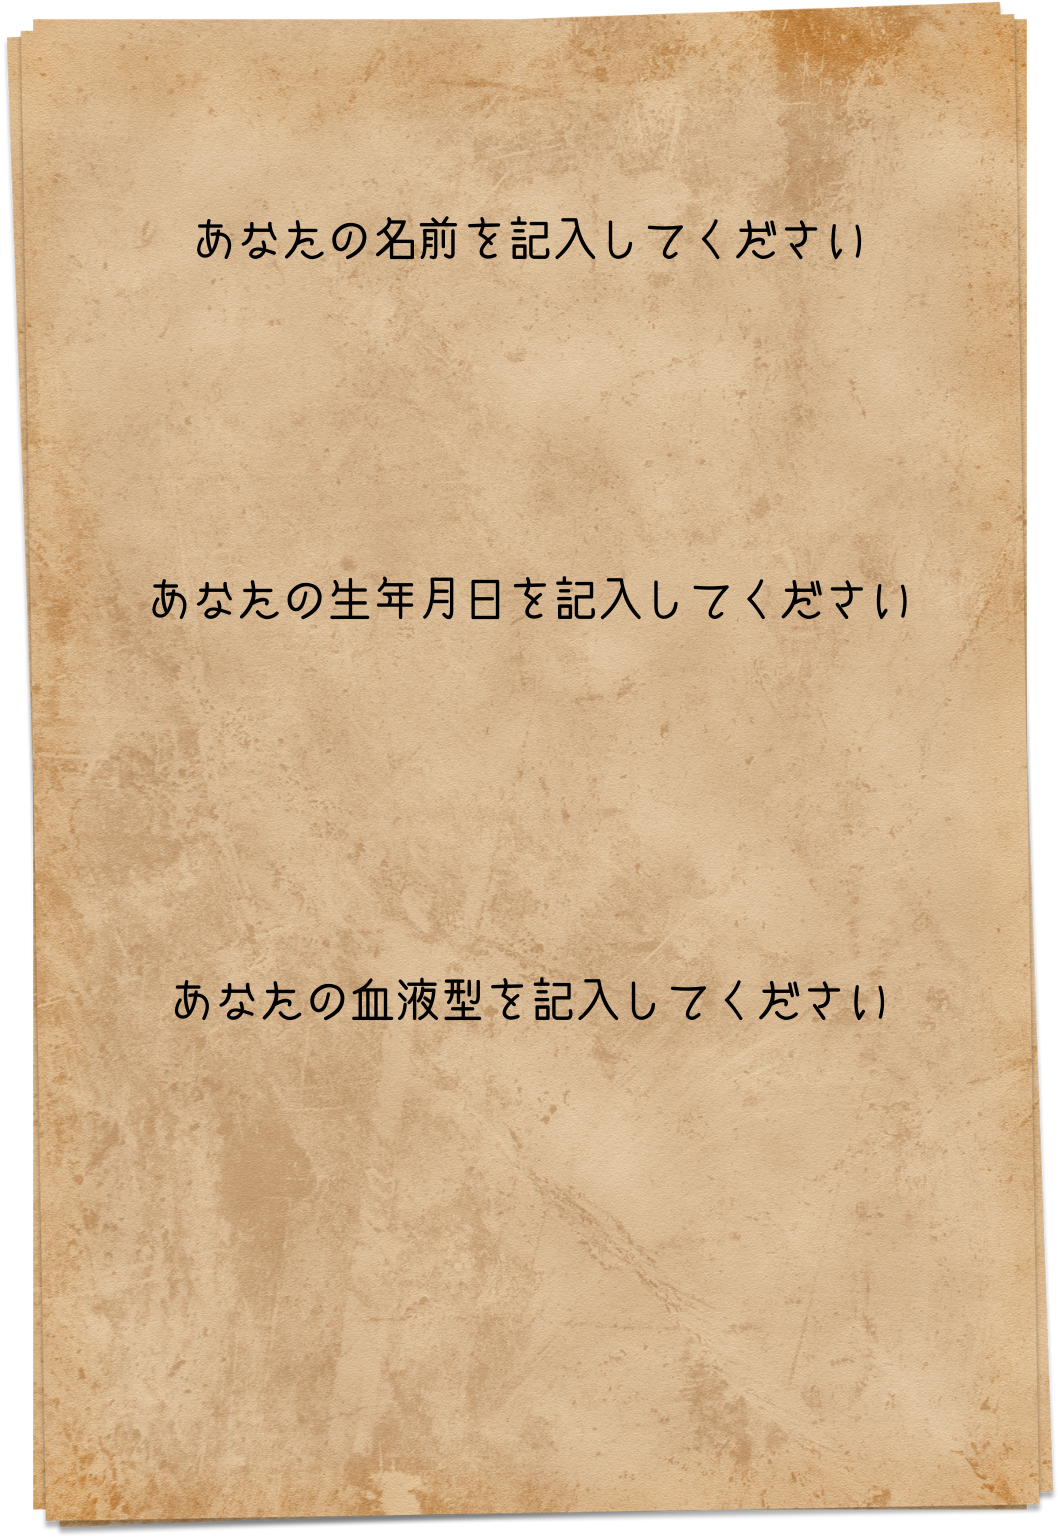 あなたの名前を記入してください
あなたの生年月日を記入してください
あなたの血液型を記入してください